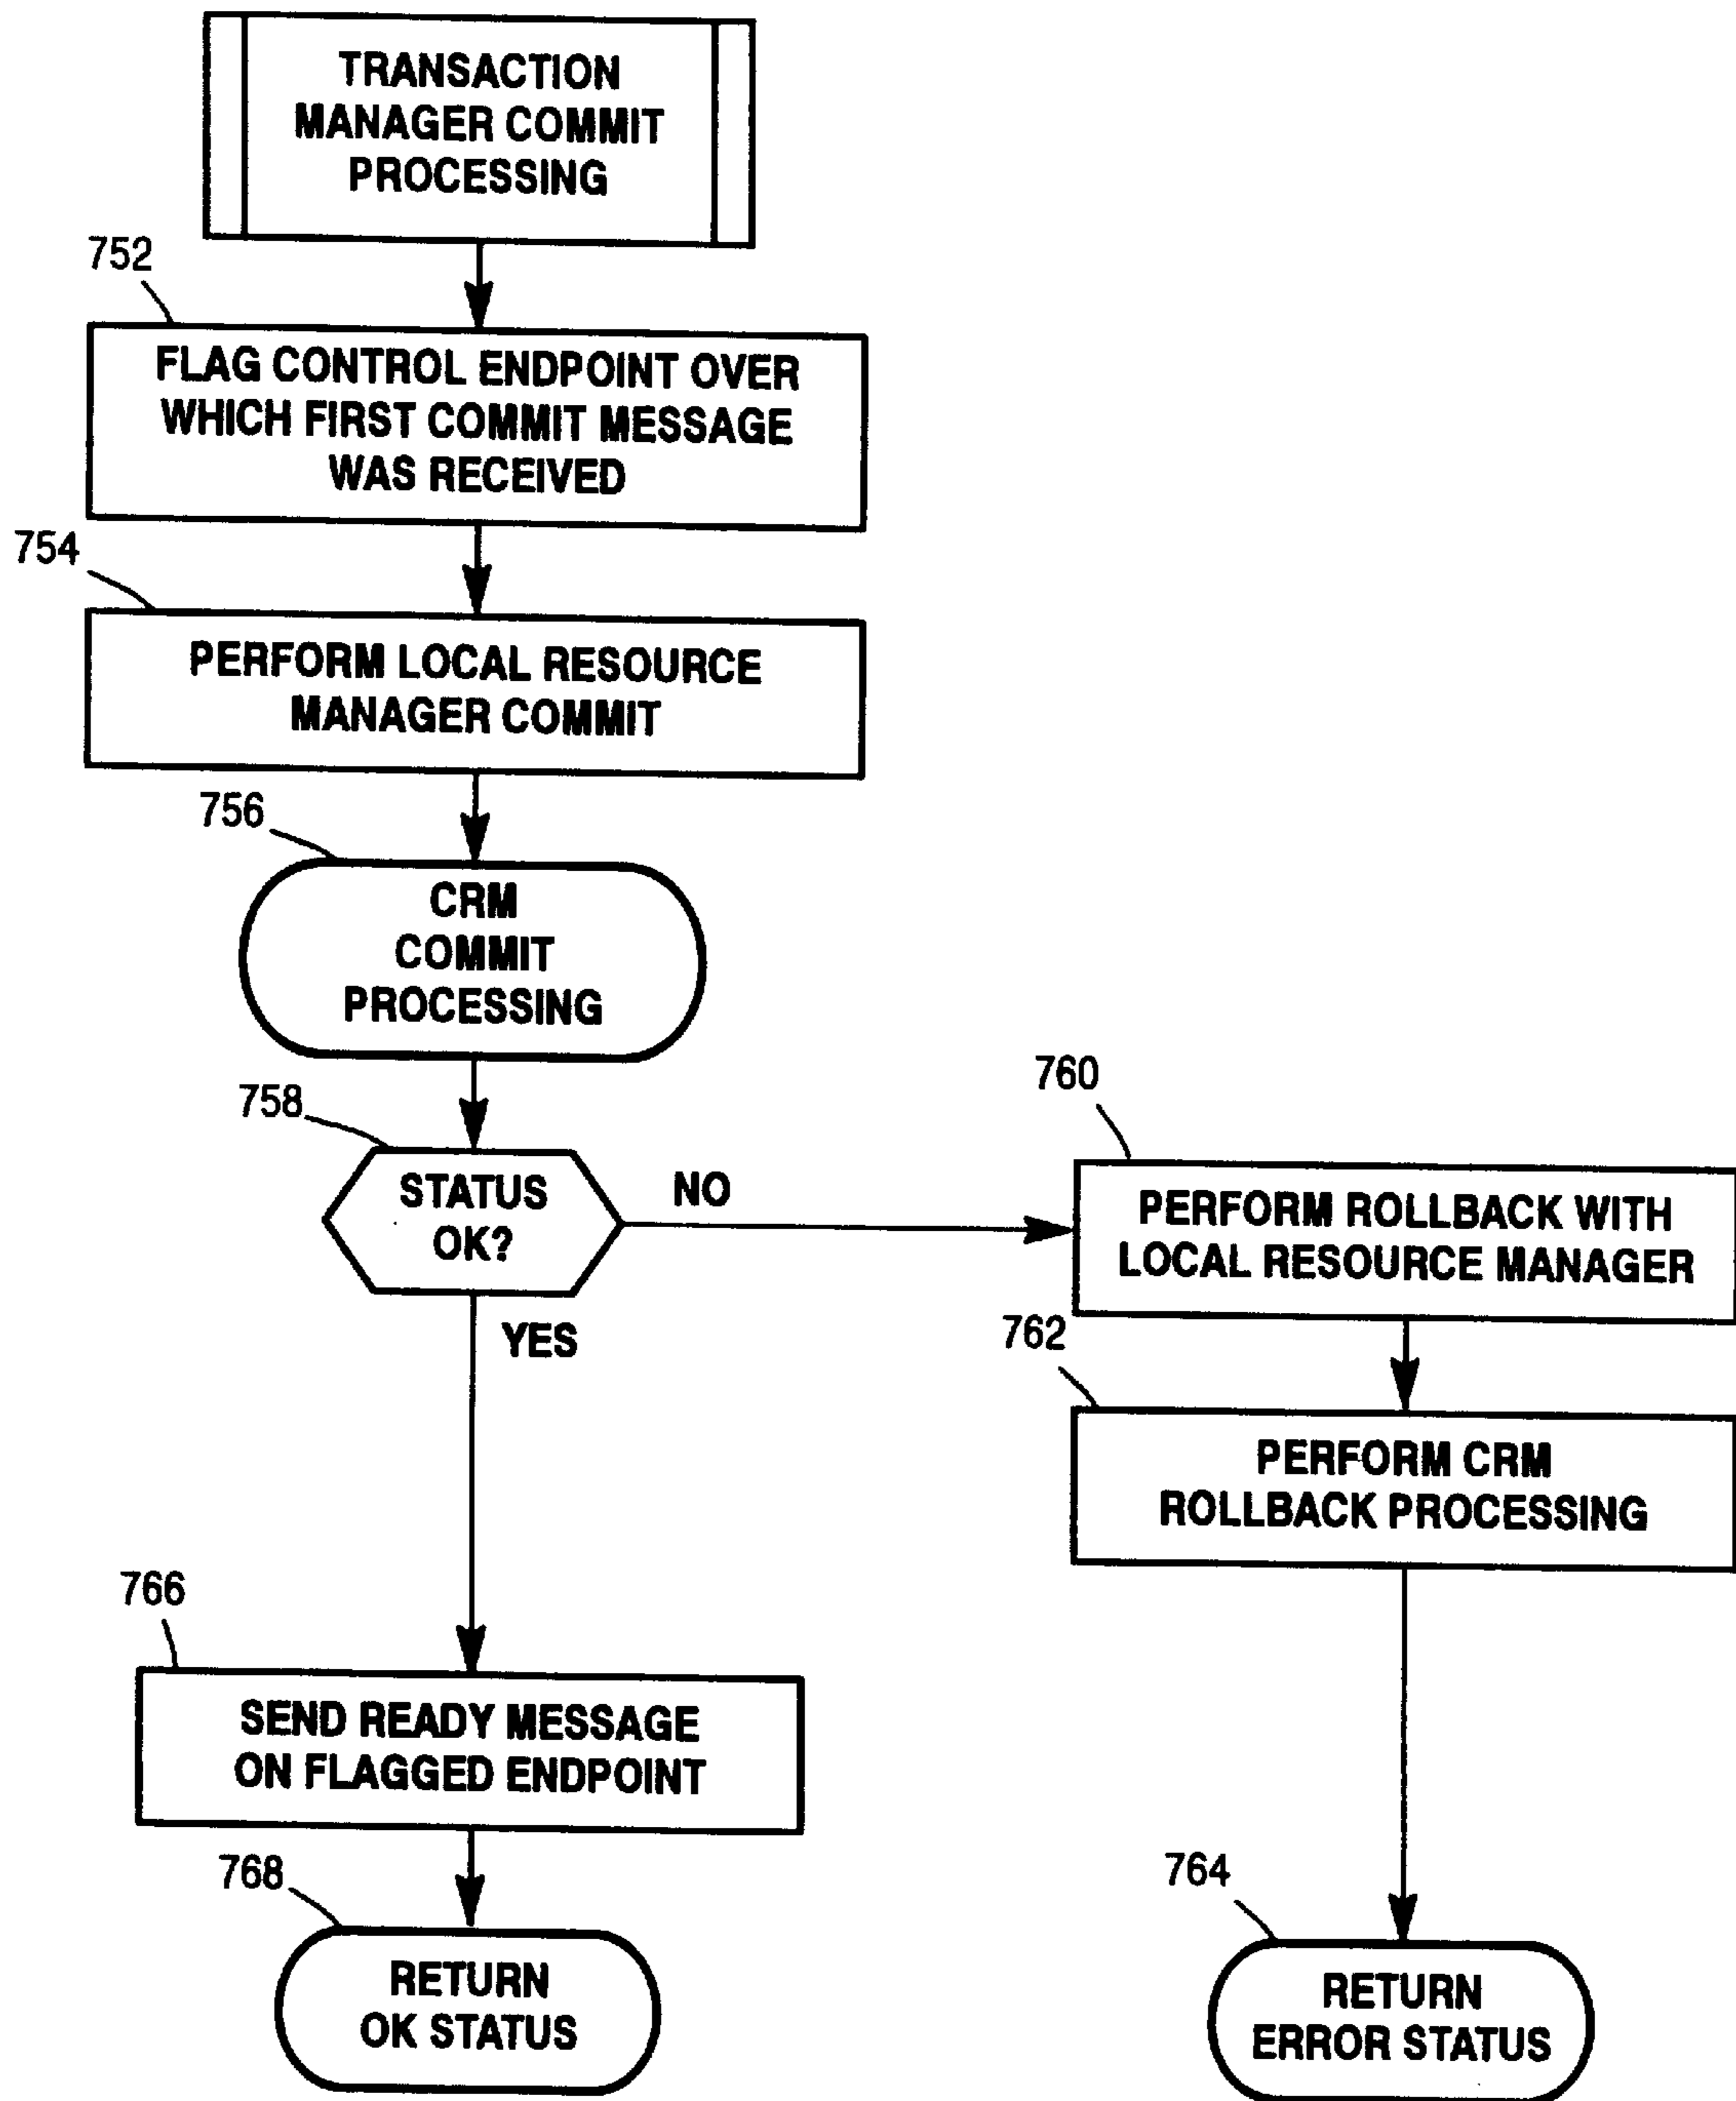 TRANSACTION
MANAGER COMMIT
PROCESSING
752
FLAG CONTROL ENDPOINT OVER
WHICH FIRST COMMIT MESSAGE
WAS RECEIVED
754
PERFORM LOCAL RESOURCE
MANAGER COMMIT
756
CRM
COMMIT
PROCESSING
758
STATUS
OK?
NO
YES
760
PERFORM ROLLBACK WITH
LOCAL RESOURCE MANAGER
762
PERFORM CRM
ROLLBACK PROCESSING
766
SEND READY MESSAGE
ON FLAGGED ENDPOINT
768
RETURN
OK STATUS
764
RETURN
ERROR STATUS